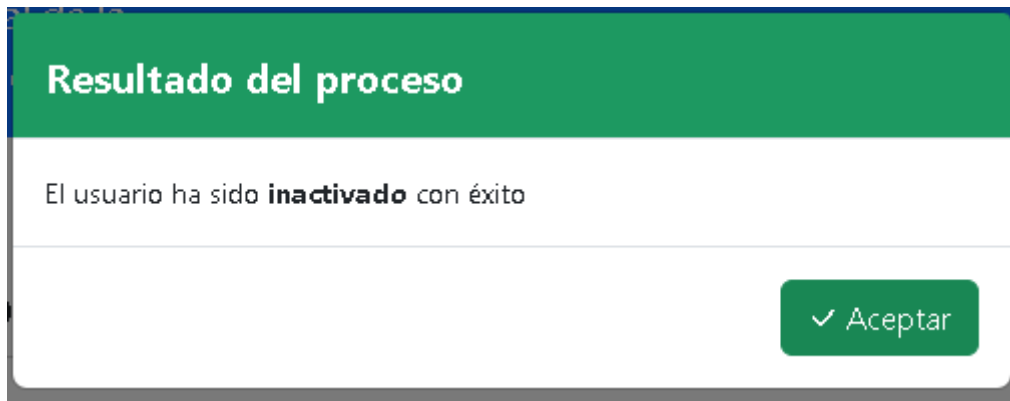 Resultado del proceso
El usuario ha sido inactivado con éxito
✓ Aceptar